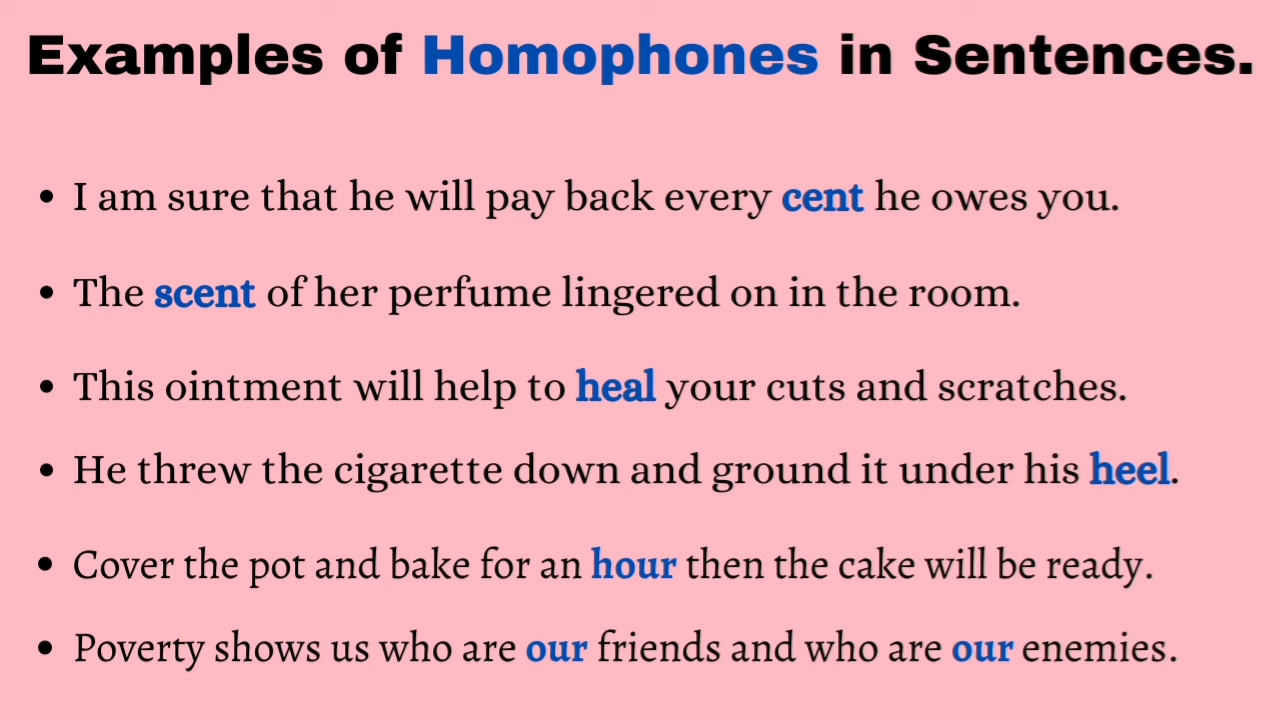 Examples of Homophones in Sentences.
• I am sure that he will pay back every cent he owes you.
• The scent of her perfume lingered on in the room.
• This ointment will help to heal your cuts and scratches.
• He threw the cigarette down and ground it under his heel.
• Cover the pot and bake for an hour then the cake will be ready.
• Poverty shows us who are our friends and who are our enemies.